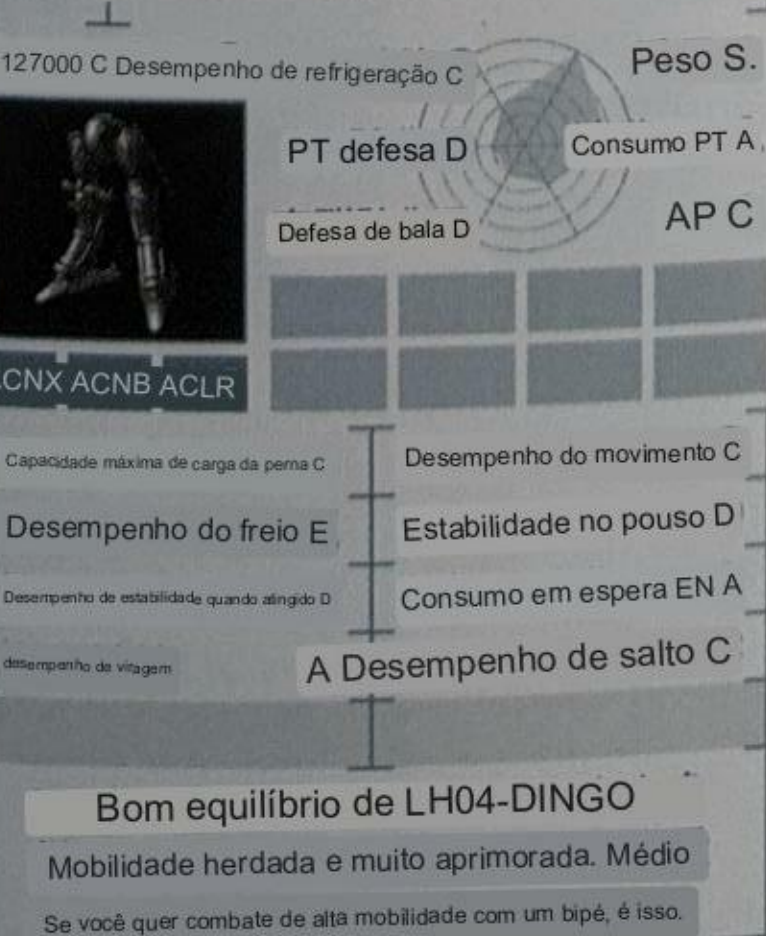 127000 C Desempenho de refrigeração C
Peso S.
PT defesa D
Consumo PT A
Defesa de bala D
AP C
CNX ACNB ACLR
Capacidade máxima de carga da perna C
Desempenho do movimento C
Desempenho do freio E
Estabilidade no pouso D
Desempenho de estabilidade quando atingido D
Consumo em espera EN A
desempenho de viragem
A Desempenho de salto C
Bom equilíbrio de LH04-DINGO
Mobilidade herdada e muito aprimorada. Médio
Se você quer combate de alta mobilidade com um bipé, é isso.